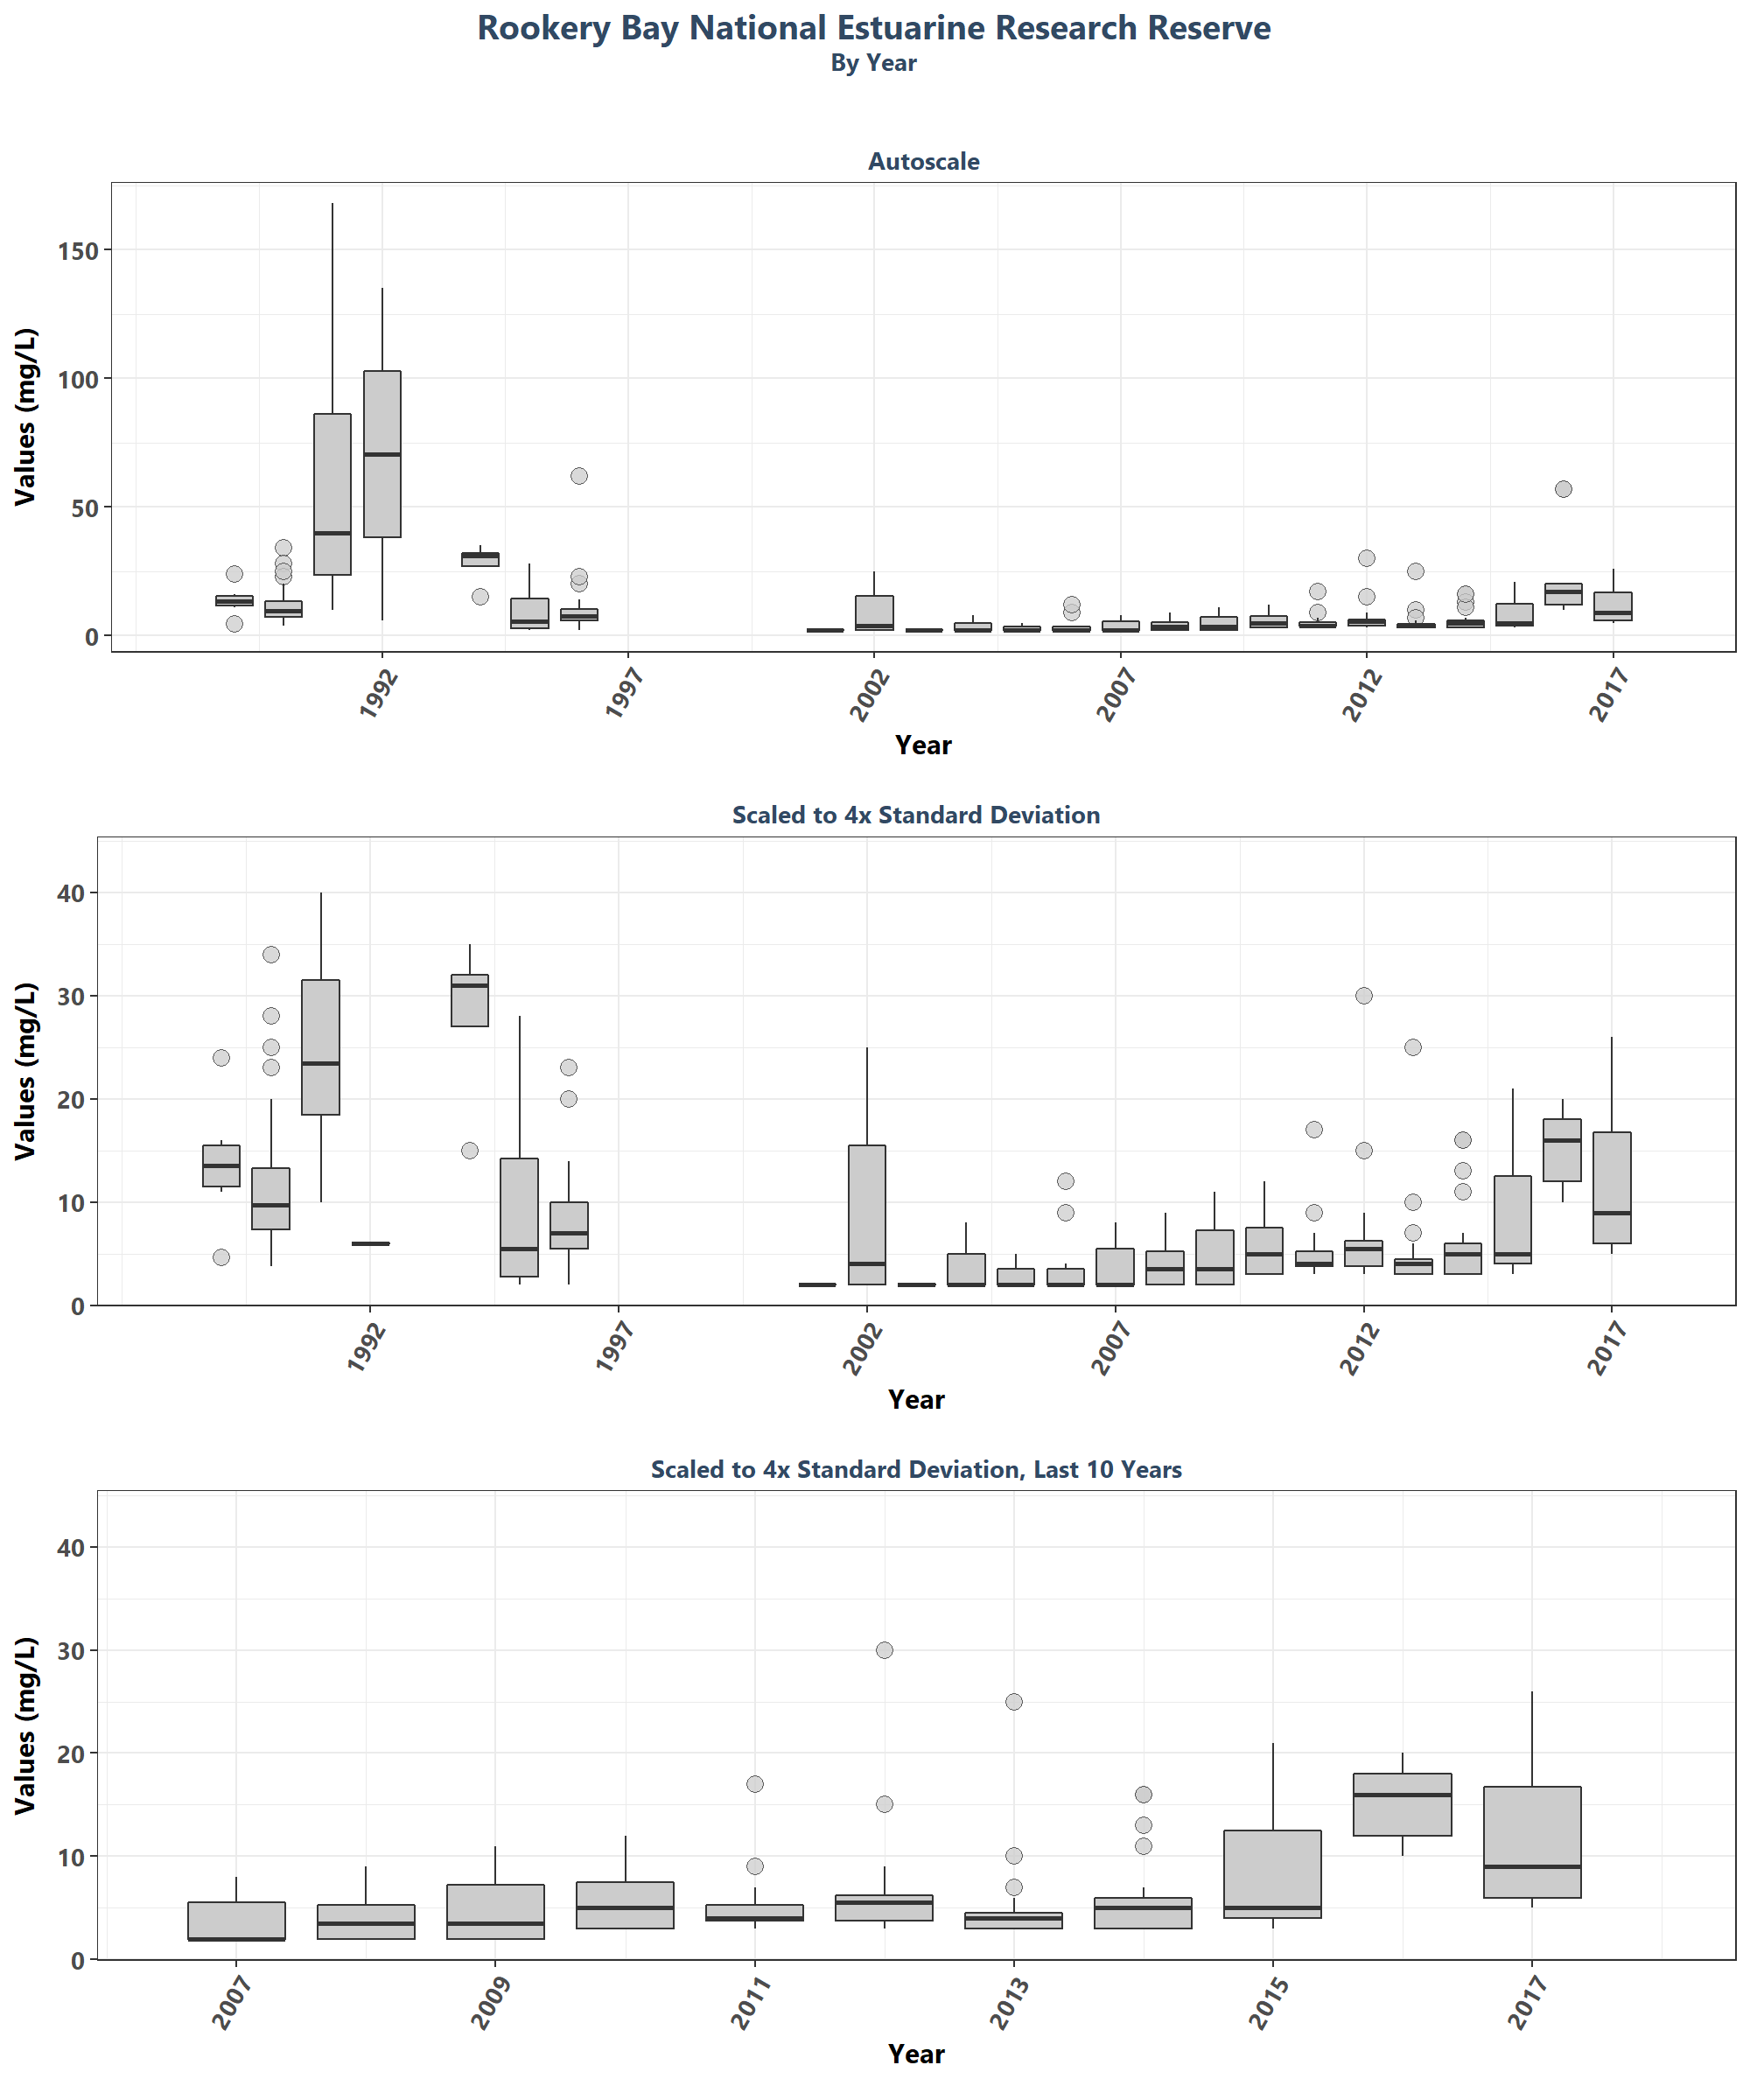 Rookery Bay National Estuarine Research Reserve
By Year
Autoscale
Values (mg/L)
150
100
50
0
1992
1997
2002
2007
2012
2017
Year
Scaled to 4x Standard Deviation
Values (mg/L)
40
30
20
10
0
1992
1997
2002
2007
2012
2017
Year
Scaled to 4x Standard Deviation, Last 10 Years
Values (mg/L)
40
30
20
10
0
2007
2009
2011
2013
2015
2017
Year